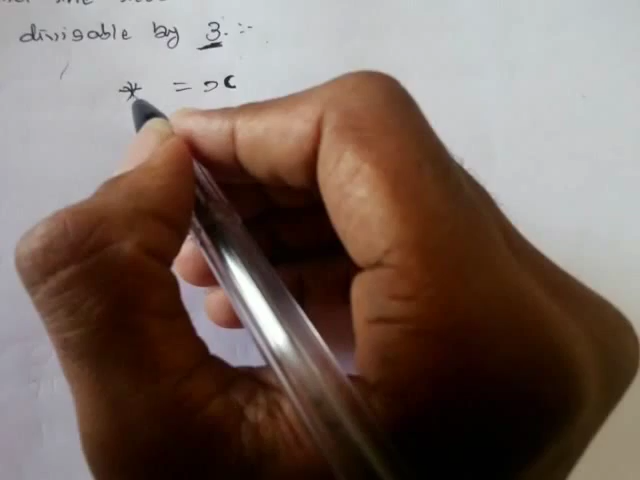 divisable by 3. :-
* = x